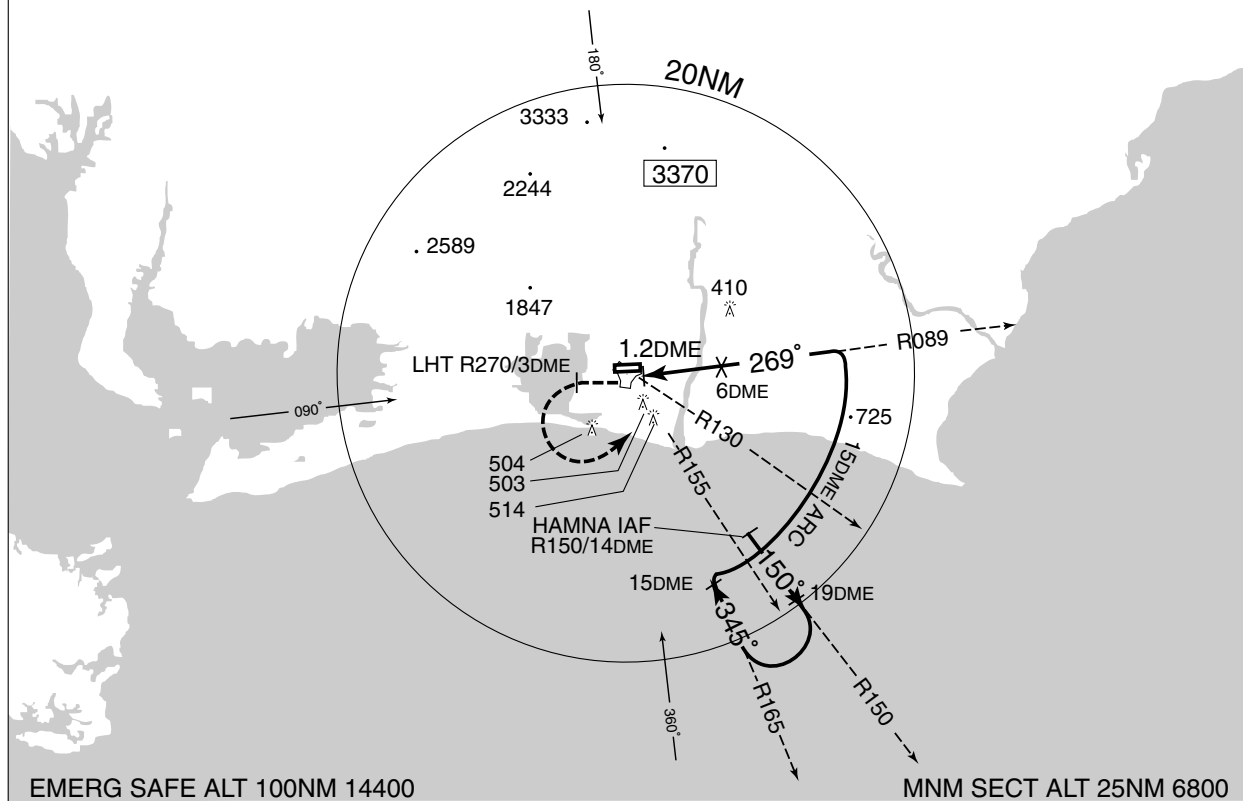 180°
20NM
3333
3370
2244
2589
1847
410
1.2DME
LHT R270/3DME
269°
R089
6DME
090°
R130
725
R155
15DME ARC
504
503
514
HAMNA IAF
R150/14DME
150°
15DME
19DME
345°
360°
R165
R150
EMERG SAFE ALT 100NM 14400
MNM SECT ALT 25NM 6800